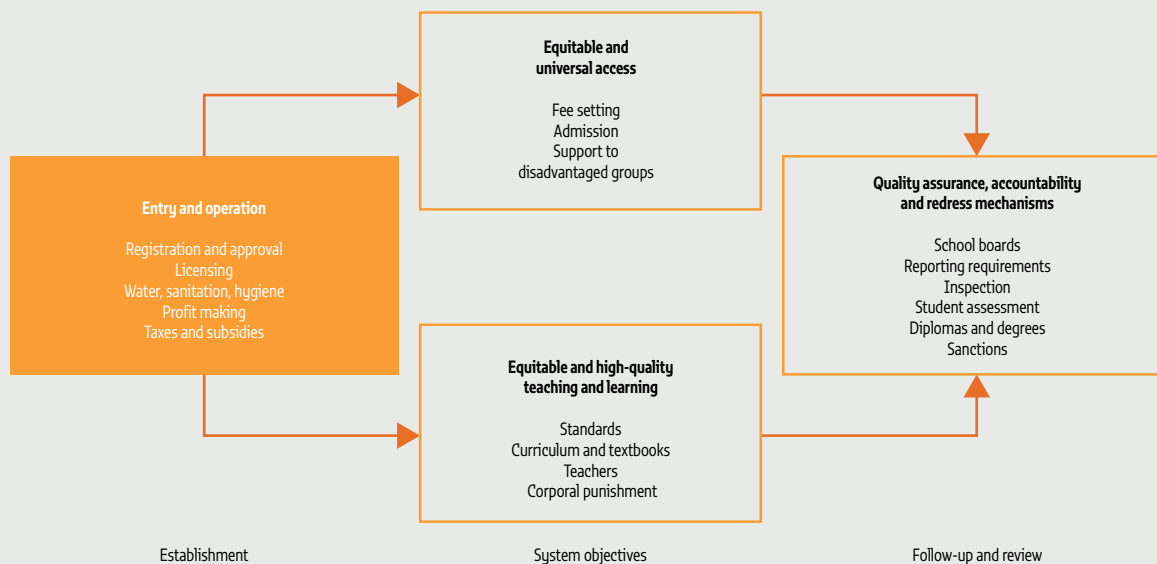 Entry and operation
Registration and approval
Licensing
Water, sanitation, hygiene
Profit making
Taxes and subsidies
Equitable and
universal access
Fee setting
Admission
Support to
disadvantaged groups
Equitable and high-quality
teaching and learning
Standards
Curriculum and textbooks
Teachers
Corporal punishment
Quality assurance, accountability
and redress mechanisms
School boards
Reporting requirements
Inspection
Student assessment
Diplomas and degrees
Sanctions
Establishment
System objectives
Follow-up and review